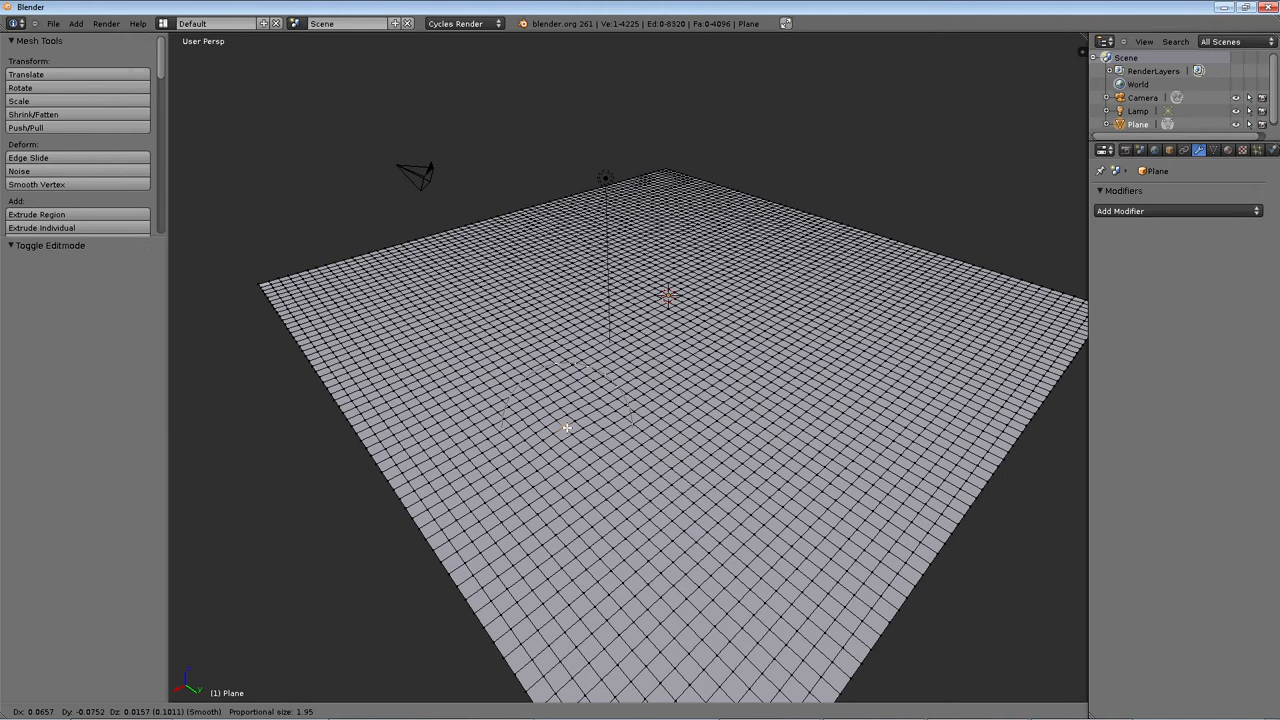 Blender
File Add Render Help Default Scene Cycles Render blender.org 261 | Ve:1-4225 | Ed:0-8320 | Fa:0-4096 | Plane
Mesh Tools
Transform:
Translate
Rotate
Scale
Shrink/Fatten
Push/Pull
Deform:
Edge Slide
Noise
Smooth Vertex
Add:
Extrude Region
Extrude Individual
Toggle Editmode
User Persp
(1) Plane
Dx: 0.0657 Dy: -0.0752 Dz: 0.0157 (0.1011) (Smooth) Proportional size: 1.95
View Search All Scenes
Scene
RenderLayers |
World
Camera |
Lamp |
Plane |
Plane
Modifiers
Add Modifier